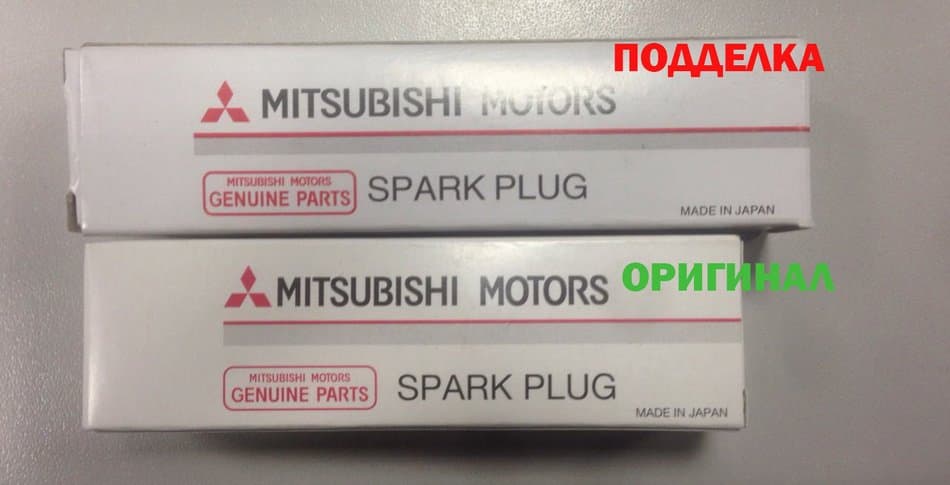 ПОДДЕЛКА
MITSUBISHI MOTORS
MITSUBISHI MOTORS
GENUINE PARTS
SPARK PLUG
MADE IN JAPAN
ОРИГИНАЛ
MITSUBISHI MOTORS
MITSUBISHI MOTORS
GENUINE PARTS
SPARK PLUG
MADE IN JAPAN